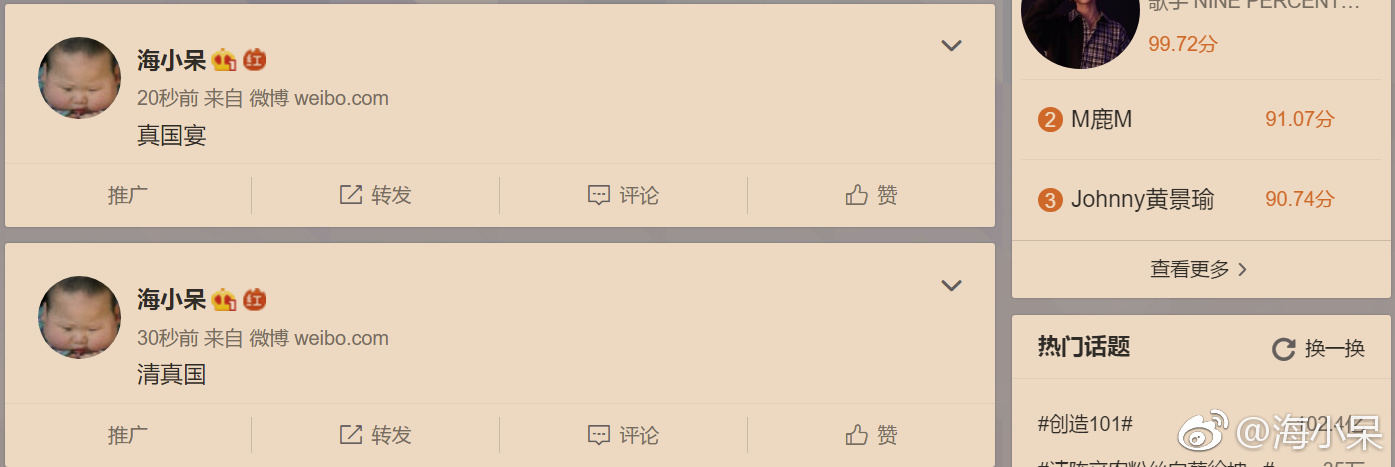 海小呆
20秒前 来自 微博 weibo.com
真国宴
推广
转发
评论
赞
海小呆
30秒前 来自 微博 weibo.com
清真国
推广
转发
评论
赞
歌手 NINE PERCENT…
99.72分
2 M鹿M 91.07分
3 Johnny黄景瑜 90.74分
查看更多
热门话题 换一换
#创造101# 102.4亿
@海小呆